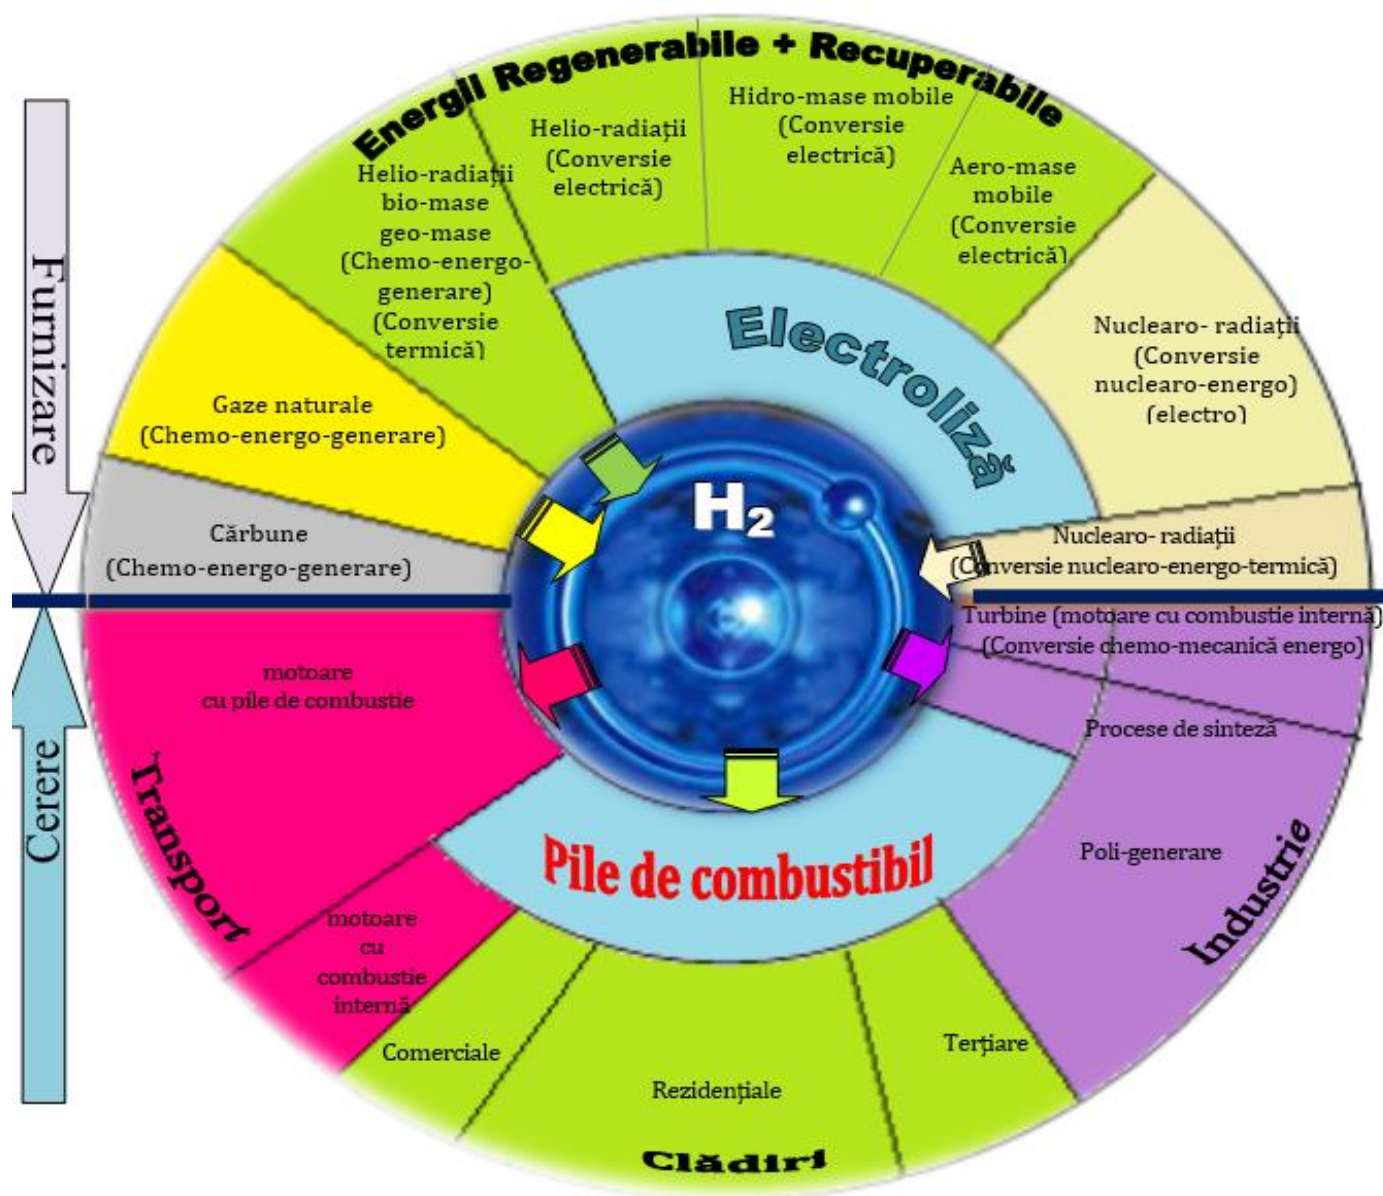 Energii Regenerabile + Recuperabile
Hidro-mase mobile
(Conversie
electrică)
Helio-radiații
(Conversie
electrică)
Aero-mase
mobile
(Conversie
electrică)
Helio-radiații
bio-mase
geo-mase
(Chemo-energo-
generare)
(Conversie
termică)
Nuclearo- radiații
(Conversie
nuclearo-energo)
(electro)
Gaze naturale
(Chemo-energo-generare)
Cărbune
(Chemo-energo-generare)
Electroliză
H2
Nuclearo- radiații
(Conversie nuclearo-energo-termică)
Furnizare
Cerere
Turbine (motoare cu combustie internă)
(Conversie chemo-mecanică energo)
Procese de sinteză
Poli-generare
Industrie
motoare
cu pile de combustie
Transport
motoare
cu
combustie
internă
Pile de combustibil
Comerciale
Rezidențiale
Terțiare
Clădiri